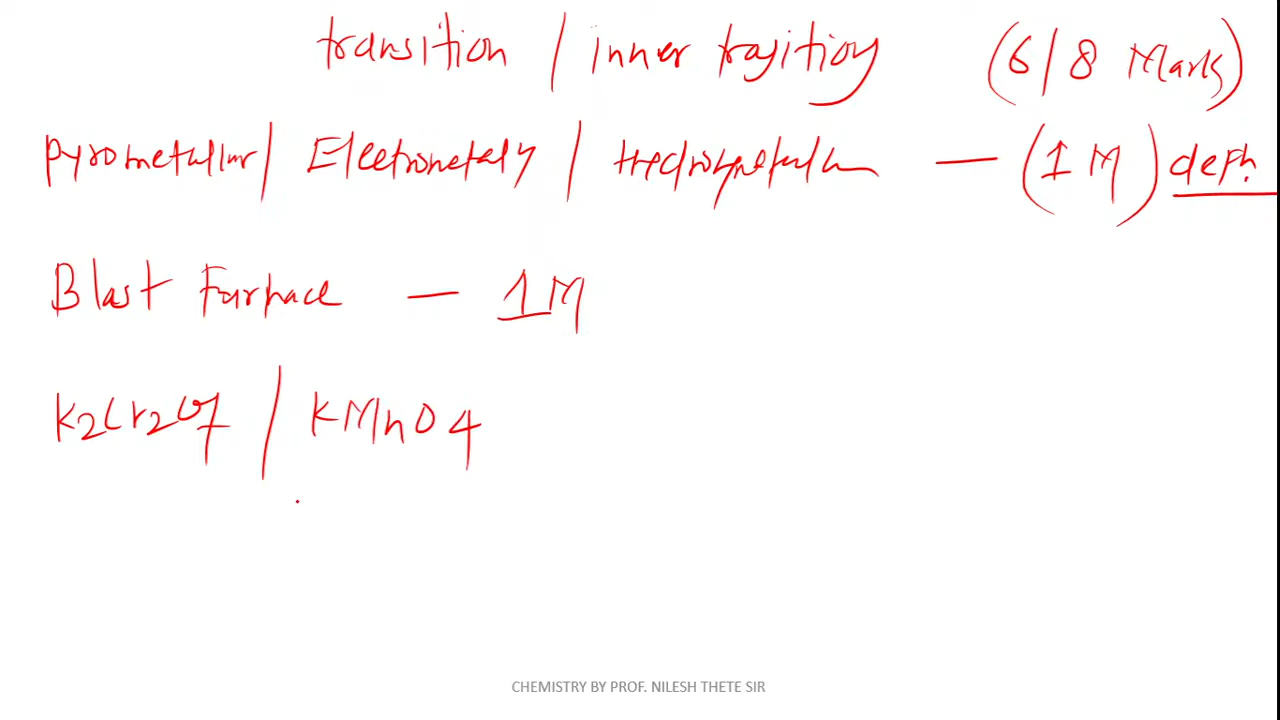 transition / inner transition (6/8 Marks)
pyrometallur/ Electrometaly / Hydrometallu — (1 M) defn.
Blast Furnace — 1M
K2Cr2O7 / KMnO4
CHEMISTRY BY PROF. NILESH THETE SIR